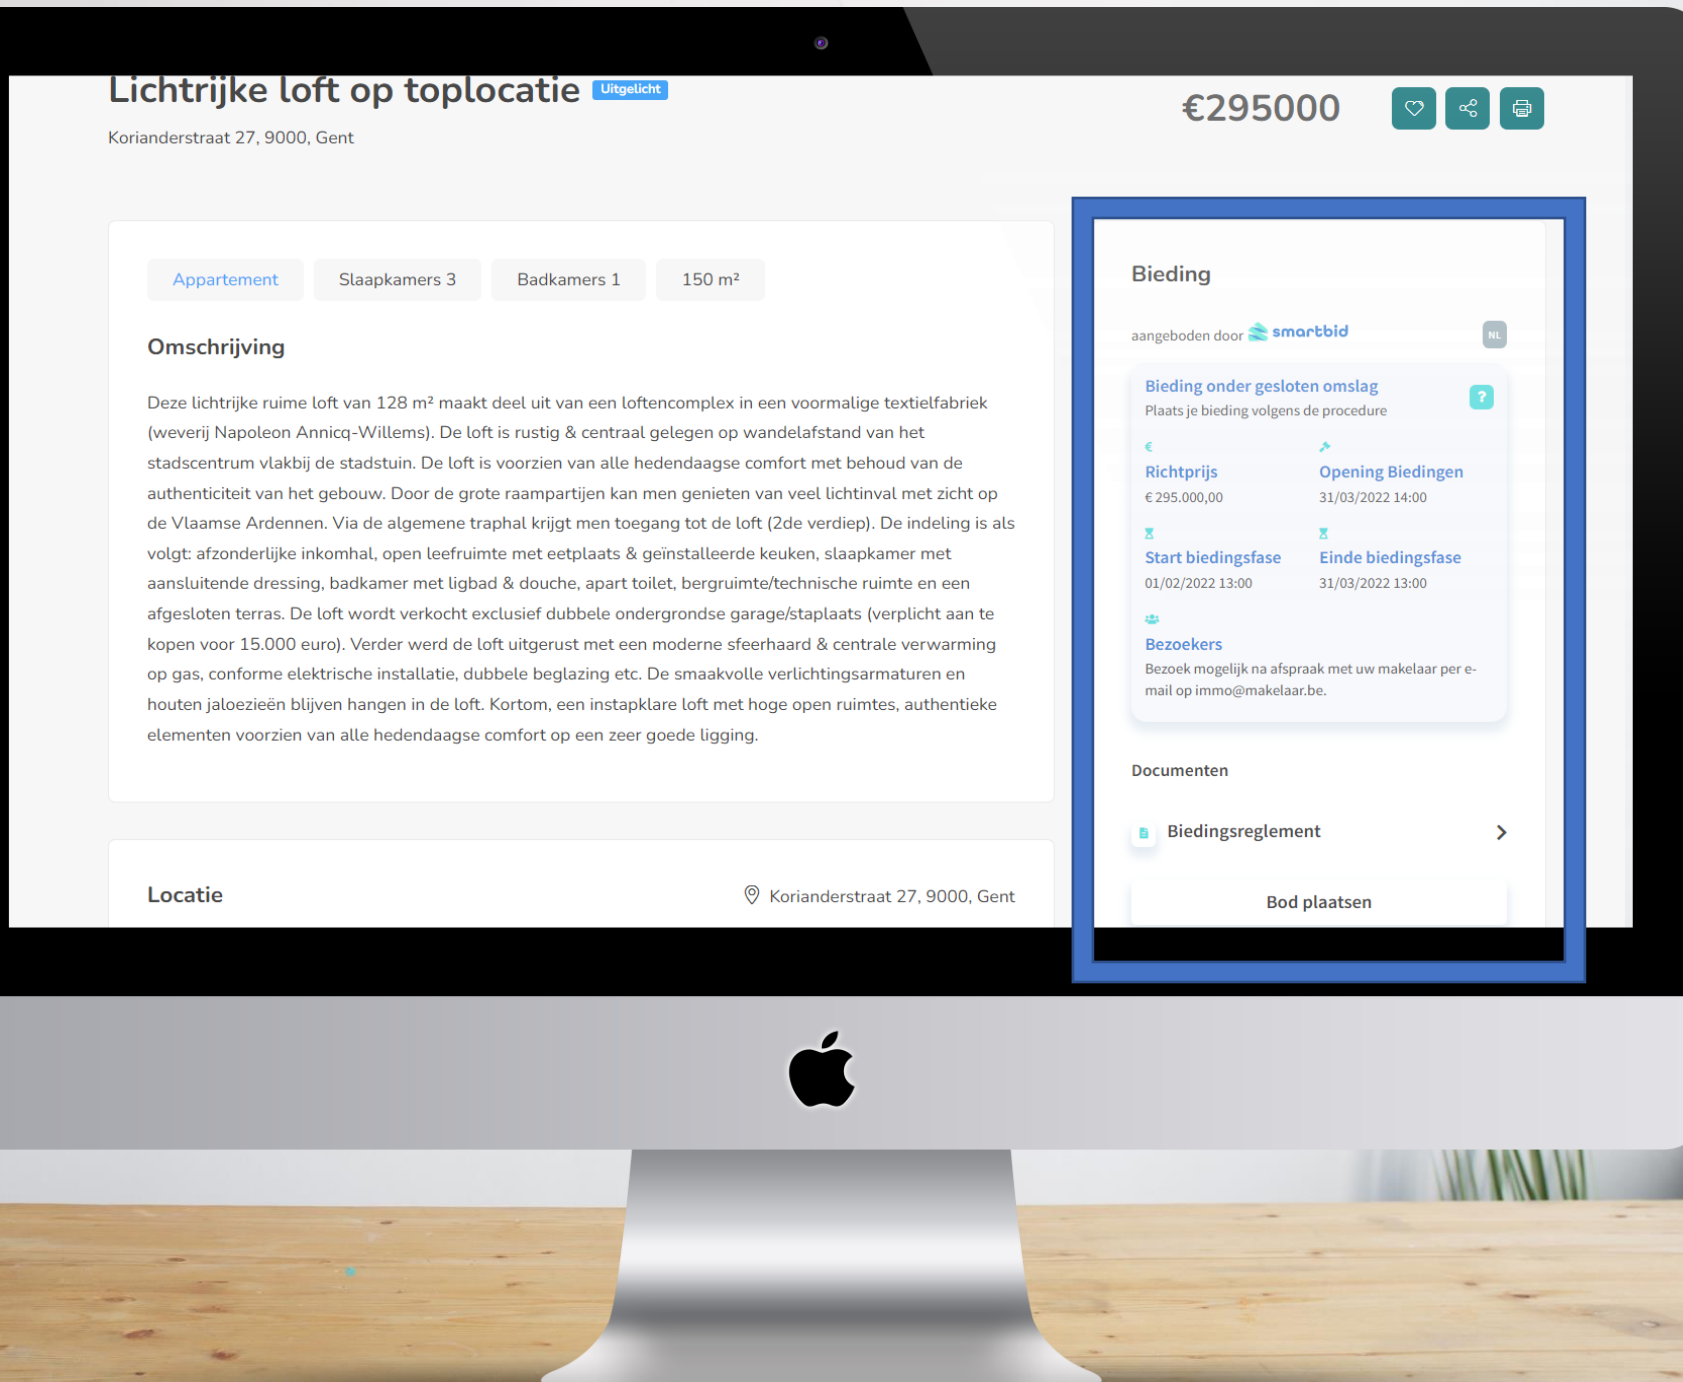 Lichtrijke loft op toplocatie Uitgelicht
€295000
Korianderstraat 27, 9000, Gent
Appartement
Slaapkamers 3
Badkamers 1
150 m²
Omschrijving
Deze lichtrijke ruime loft van 128 m² maakt deel uit van een loftencomplex in een voormalige textielfabriek
(weverij Napoleon Annicq-Willems). De loft is rustig & centraal gelegen op wandelafstand van het
stadscentrum vlakbij de stadstuin. De loft is voorzien van alle hedendaagse comfort met behoud van de
authenticiteit van het gebouw. Door de grote raampartijen kan men genieten van veel lichtinval met zicht op
de Vlaamse Ardennen. Via de algemene traphal krijgt men toegang tot de loft (2de verdiep). De indeling is als
volgt: afzonderlijke inkomhal, open leefruimte met eetplaats & geïnstalleerde keuken, slaapkamer met
aansluitende dressing, badkamer met ligbad & douche, apart toilet, bergruimte/technische ruimte en een
afgesloten terras. De loft wordt verkocht exclusief dubbele ondergrondse garage/staplaats (verplicht aan te
kopen voor 15.000 euro). Verder werd de loft uitgerust met een moderne sfeerhaard & centrale verwarming
op gas, conforme elektrische installatie, dubbele beglazing etc. De smaakvolle verlichtingsarmaturen en
houten jaloezieën blijven hangen in de loft. Kortom, een instapklare loft met hoge open ruimtes, authentieke
elementen voorzien van alle hedendaagse comfort op een zeer goede ligging.
Locatie
Korianderstraat 27, 9000, Gent
Bieding
aangeboden door smartbid
NL
Bieding onder gesloten omslag
?
Plaats je bieding volgens de procedure
€
Richtprijs
€ 295.000,00
Opening Biedingen
31/03/2022 14:00
Start biedingsfase
01/02/2022 13:00
Einde biedingsfase
31/03/2022 13:00
Bezoekers
Bezoek mogelijk na afspraak met uw makelaar per e-
mail op immo@makelaar.be.
Documenten
Biedingsreglement
Bod plaatsen